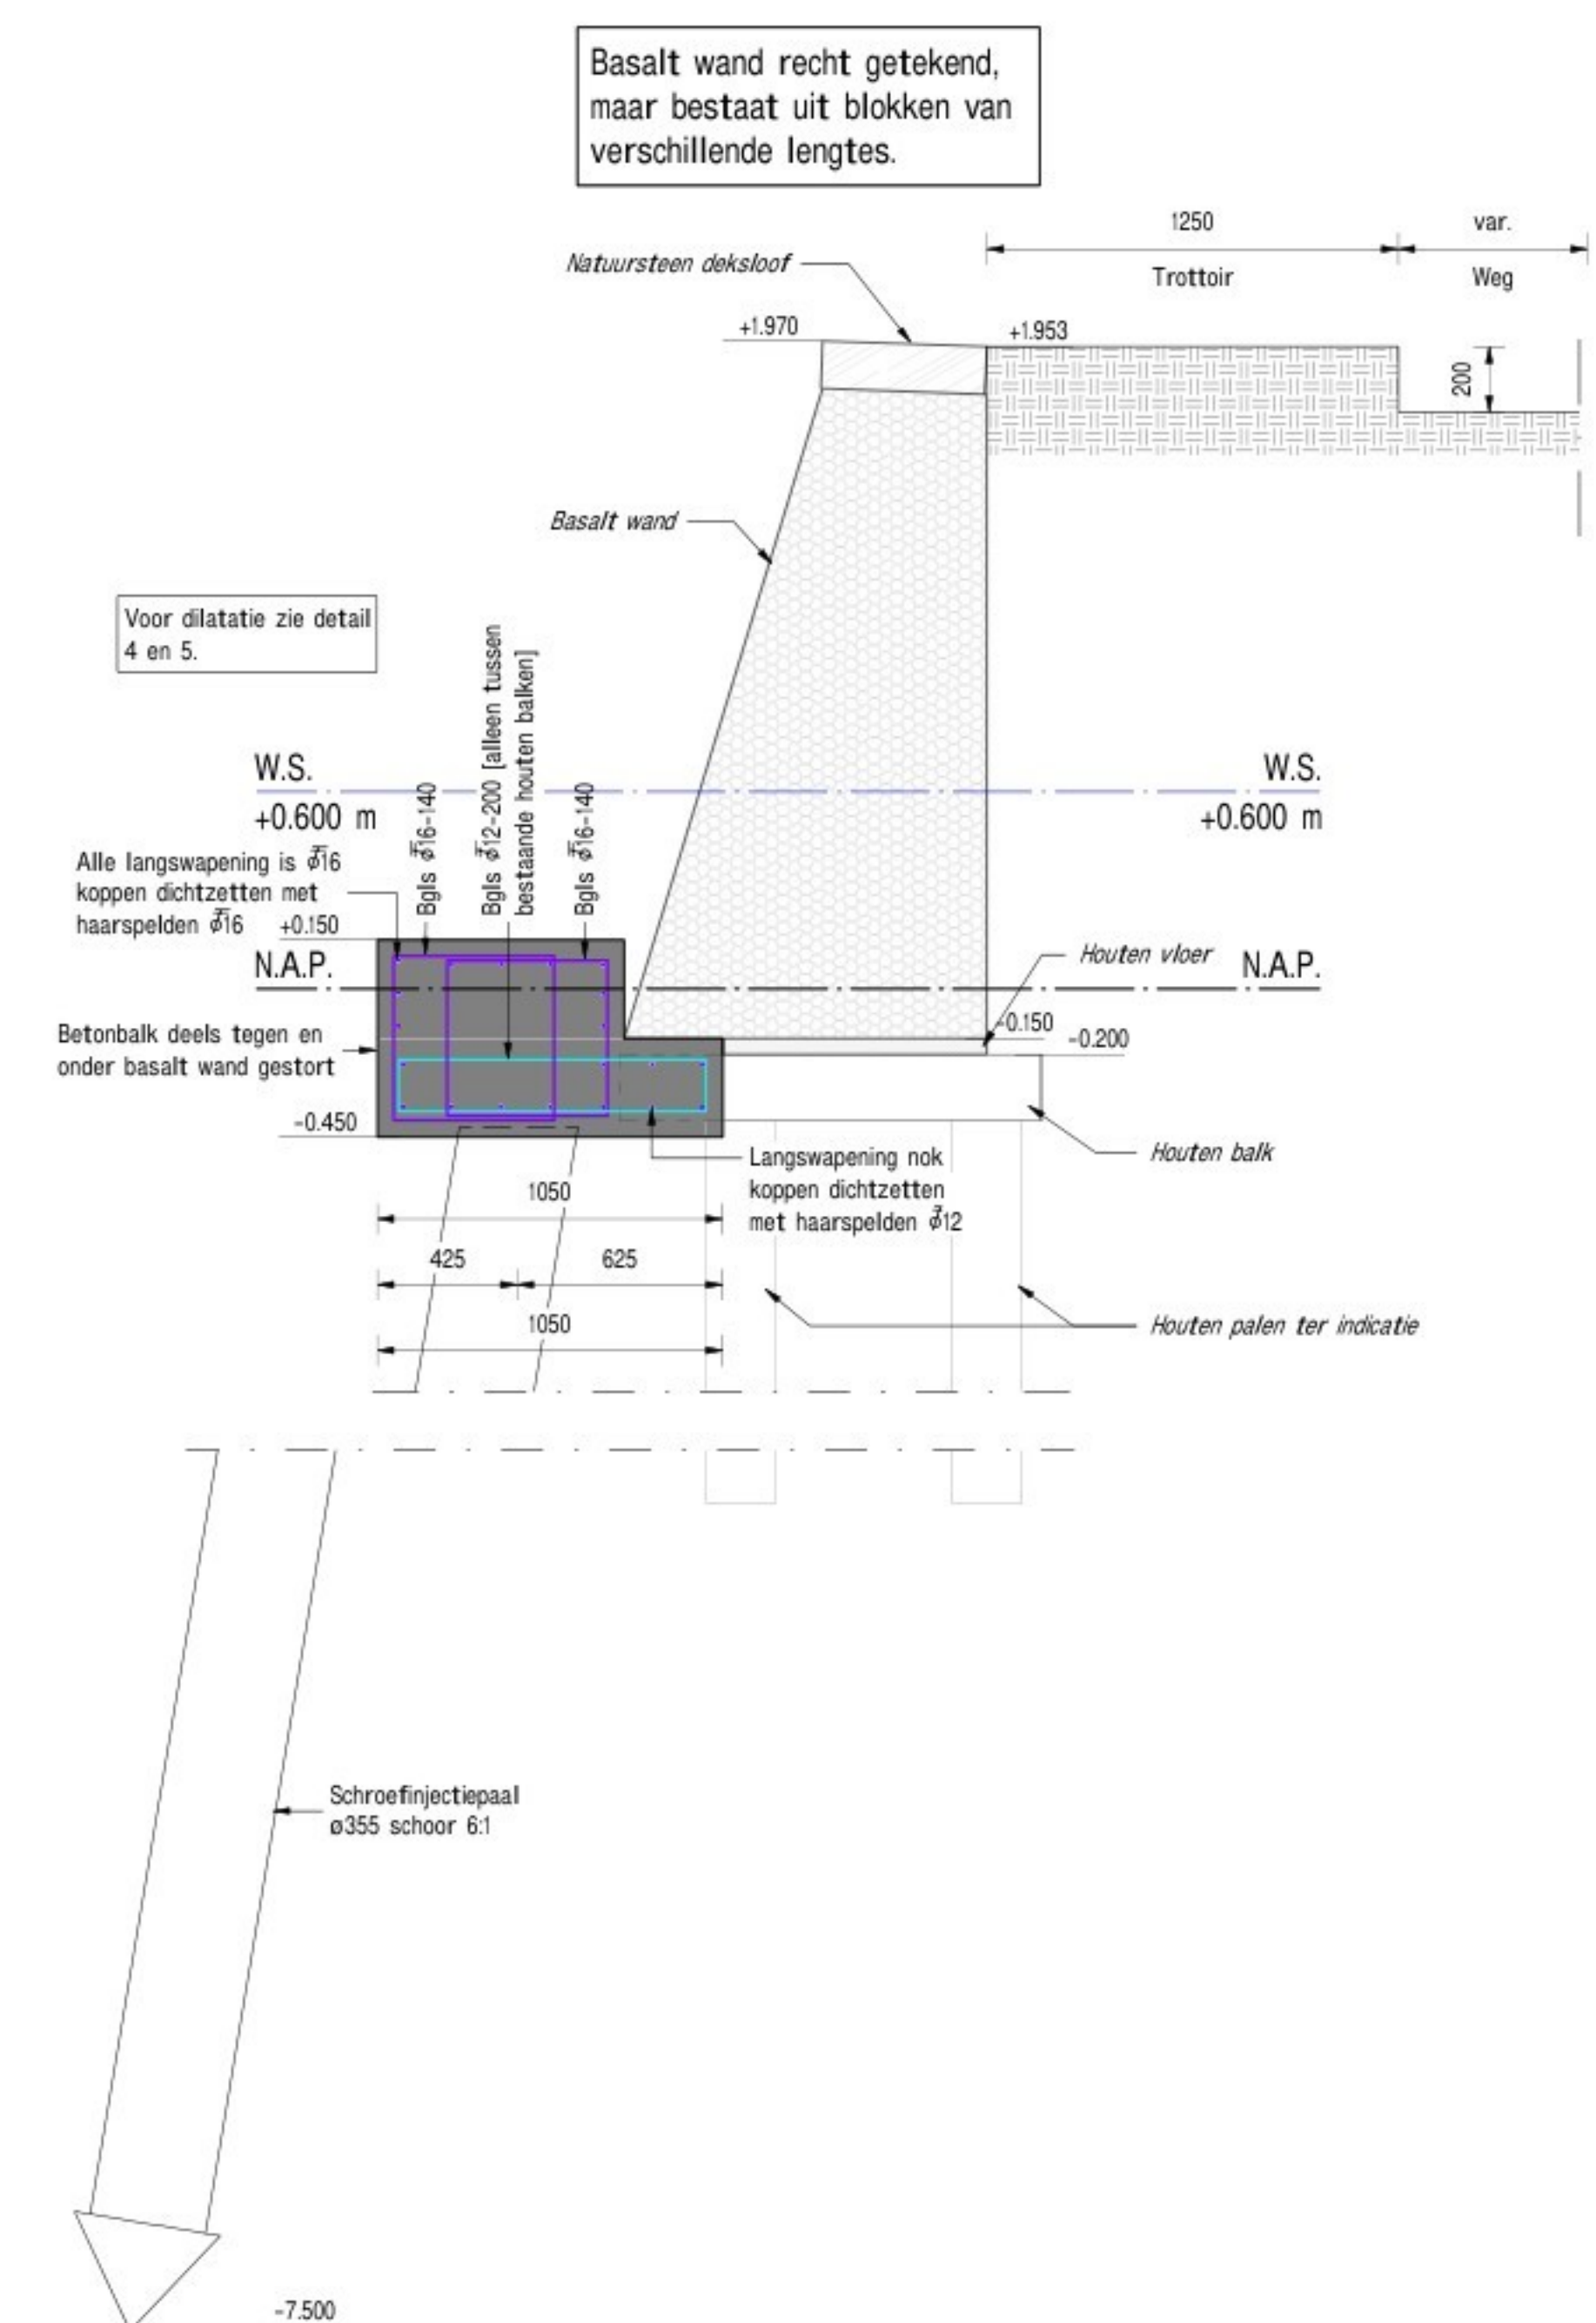 Basalt wand recht getekend,
maar bestaat uit blokken van
verschillende lengtes.
1250
var.
Natuursteen deksloof
Trottoir
Weg
+1.970
+1.953
200
Basalt wand
Voor dilatatie zie detail
4 en 5.
Bgls ⌀16-140
Bgls ⌀12-200 [alleen tussen
bestaande houten balken]
Bgls ⌀16-140
W.S.
+0.600 m
W.S.
+0.600 m
Alle langswapening is ⌀16
koppen dichtzetten met
haarspelden ⌀16
+0.150
N.A.P.
Houten vloer
N.A.P.
Betonbalk deels tegen en
onder basalt wand gestort
-0.150
-0.200
-0.450
Houten balk
Langswapening nok
koppen dichtzetten
met haarspelden ⌀12
1050
425
625
1050
Houten palen ter indicatie
Schroefinjectiepaal
ø355 schoor 6:1
-7.500